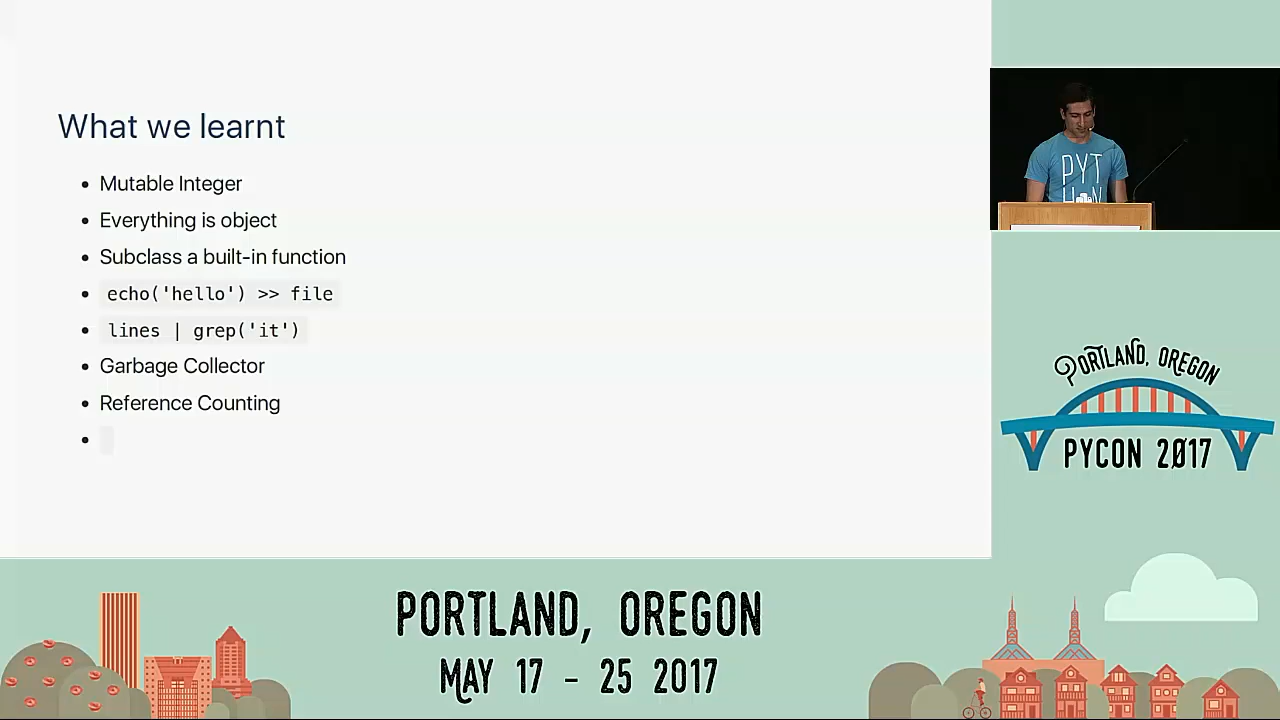 What we learnt
Mutable Integer
Everything is object
Subclass a built-in function
echo('hello') >> file
lines | grep('it')
Garbage Collector
Reference Counting
PYT
PORTLAND, OREGON
PYCON 2017
PORTLAND, OREGON
MAY 17 - 25 2017